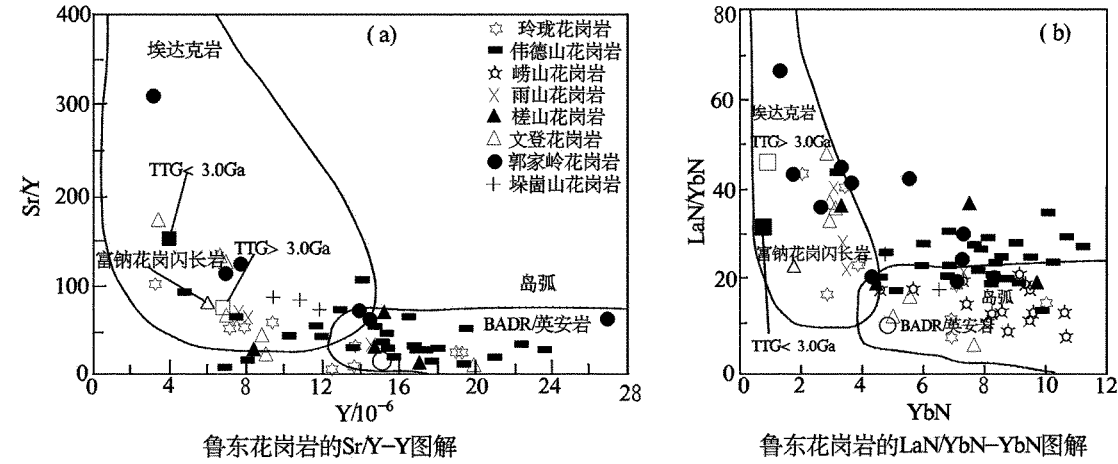 400
300
200
100
0
Sr/Y
(a)
埃达克岩
玲珑花岗岩
伟德山花岗岩
崂山花岗岩
雨山花岗岩
槎山花岗岩
文登花岗岩
郭家岭花岗岩
垛崮山花岗岩
TTG< 3.0Ga
富钠花岗闪长岩
TTG> 3.0Ga
岛弧
BADR/英安岩
0 4 8 12 16 20 24 28
Y/10⁻⁶
鲁东花岗岩的Sr/Y-Y图解
80
60
40
20
0
LaN/YbN
(b)
埃达克岩
TTG> 3.0Ga
富钠花岗闪长岩
岛弧
BADR/英安岩
TTG< 3.0Ga
0 2 4 6 8 10 12
YbN
鲁东花岗岩的LaN/YbN-YbN图解